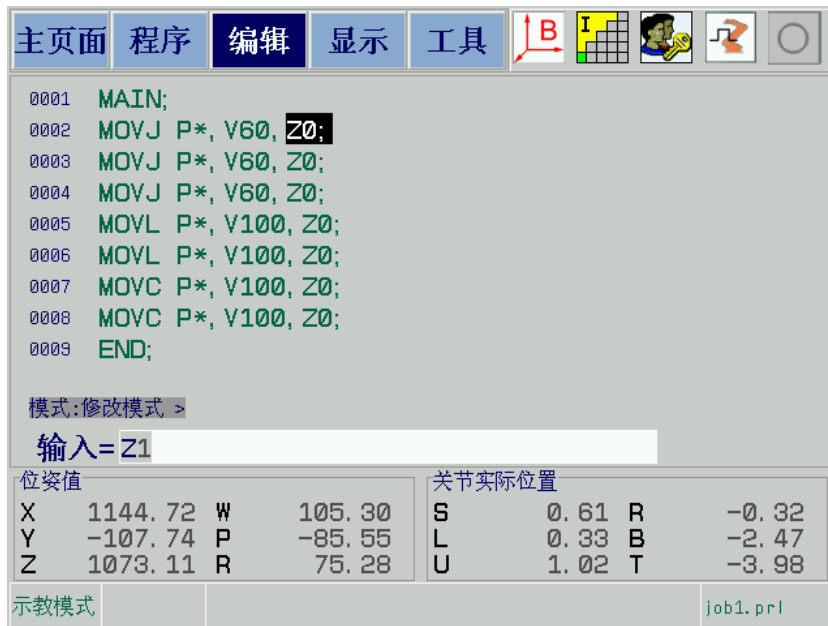 主页面 程序 编辑 显示 工具 B I
0001 MAIN;
0002 MOVJ P*, V60, Z0;
0003 MOVJ P*, V60, Z0;
0004 MOVJ P*, V60, Z0;
0005 MOVL P*, V100, Z0;
0006 MOVL P*, V100, Z0;
0007 MOVC P*, V100, Z0;
0008 MOVC P*, V100, Z0;
0009 END;
模式:修改模式 >
输入= Z1
位姿值 关节实际位置
X 1144.72 W 105.30 S 0.61 R -0.32
Y -107.74 P -85.55 L 0.33 B -2.47
Z 1073.11 R 75.28 U 1.02 T -3.98
示教模式 job1.prl